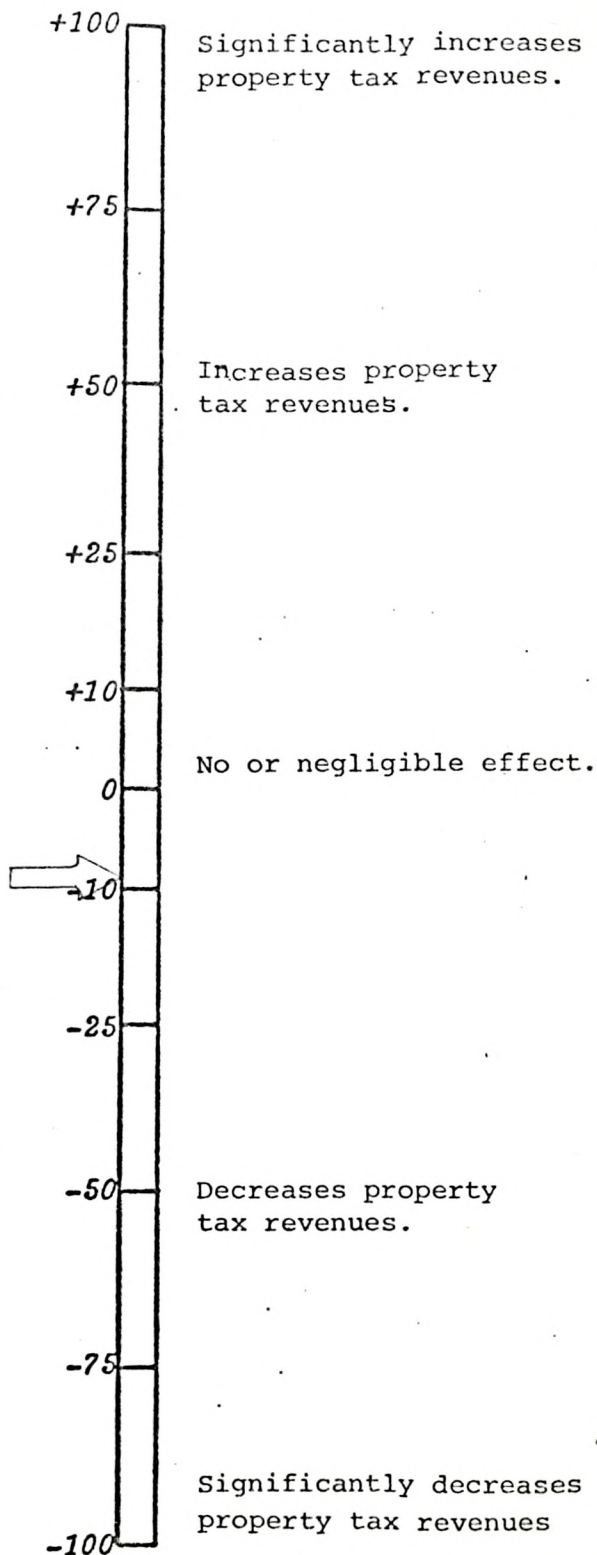 +100
Significantly increases
property tax revenues.
+75
+50
Increases property
tax revenues.
+25
+10
No or negligible effect.
0
-10
-25
-50
Decreases property
tax revenues.
-75
Significantly decreases
property tax revenues
-100